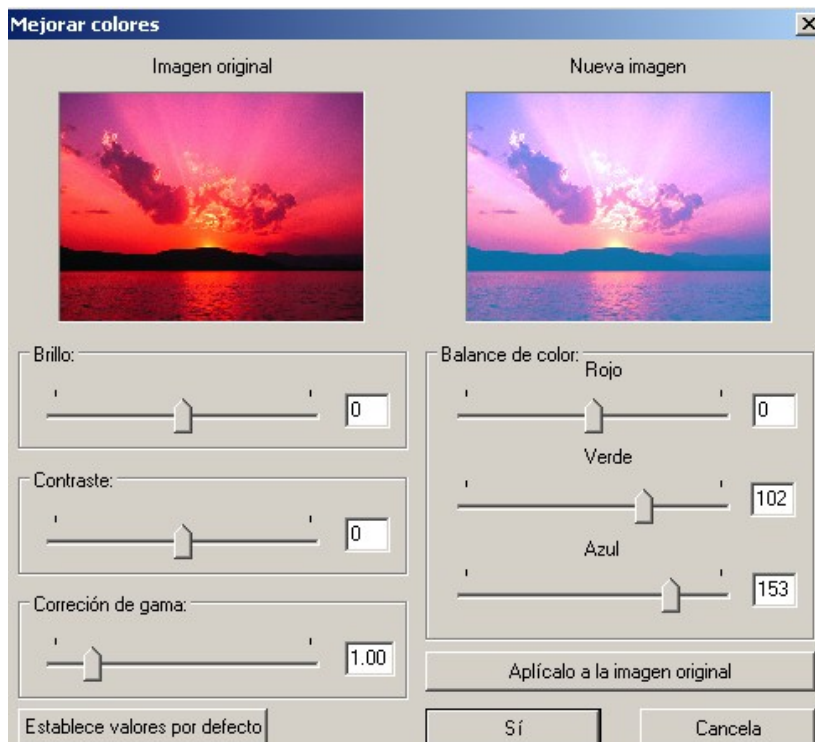 Mejorar colores
Imagen original
Nueva imagen
Brillo:
0
Contraste:
0
Correción de gama:
1.00
Balance de color:
Rojo
0
Verde
102
Azul
153
Aplícalo a la imagen original
Establece valores por defecto
Sí
Cancela